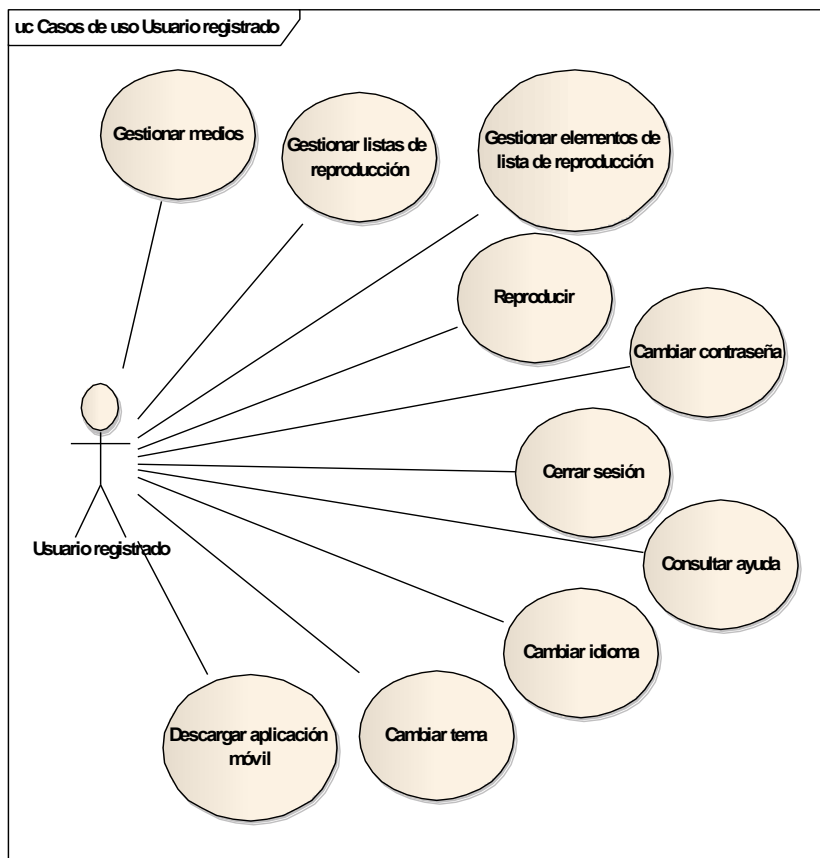 uc Casos de uso Usuario registrado
Gestionar medios
Gestionar listas de
reproducción
Gestionar elementos de
lista de reproducción
Reproducir
Cambiar contraseña
Cerrar sesión
Usuario registrado
Consultar ayuda
Cambiar idioma
Descargar aplicación
móvil
Cambiar tema